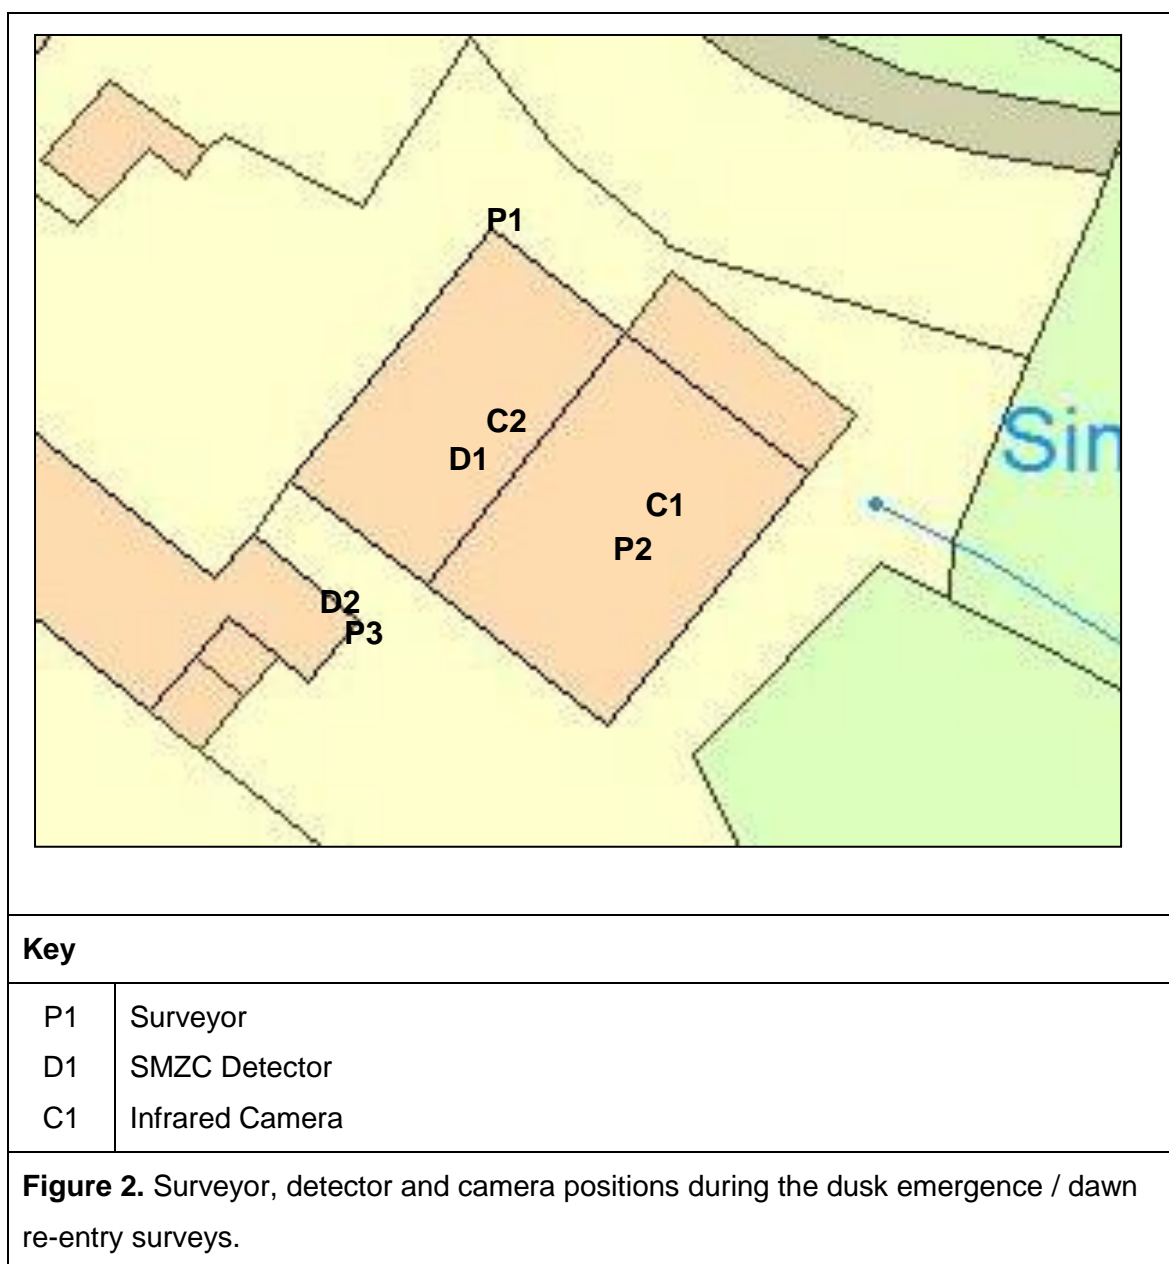 P1
C2
Sin
D1
C1
P2
D2
P3
Key
P1 Surveyor
D1 SMZC Detector
C1 Infrared Camera
Figure 2. Surveyor, detector and camera positions during the dusk emergence / dawn
re-entry surveys.